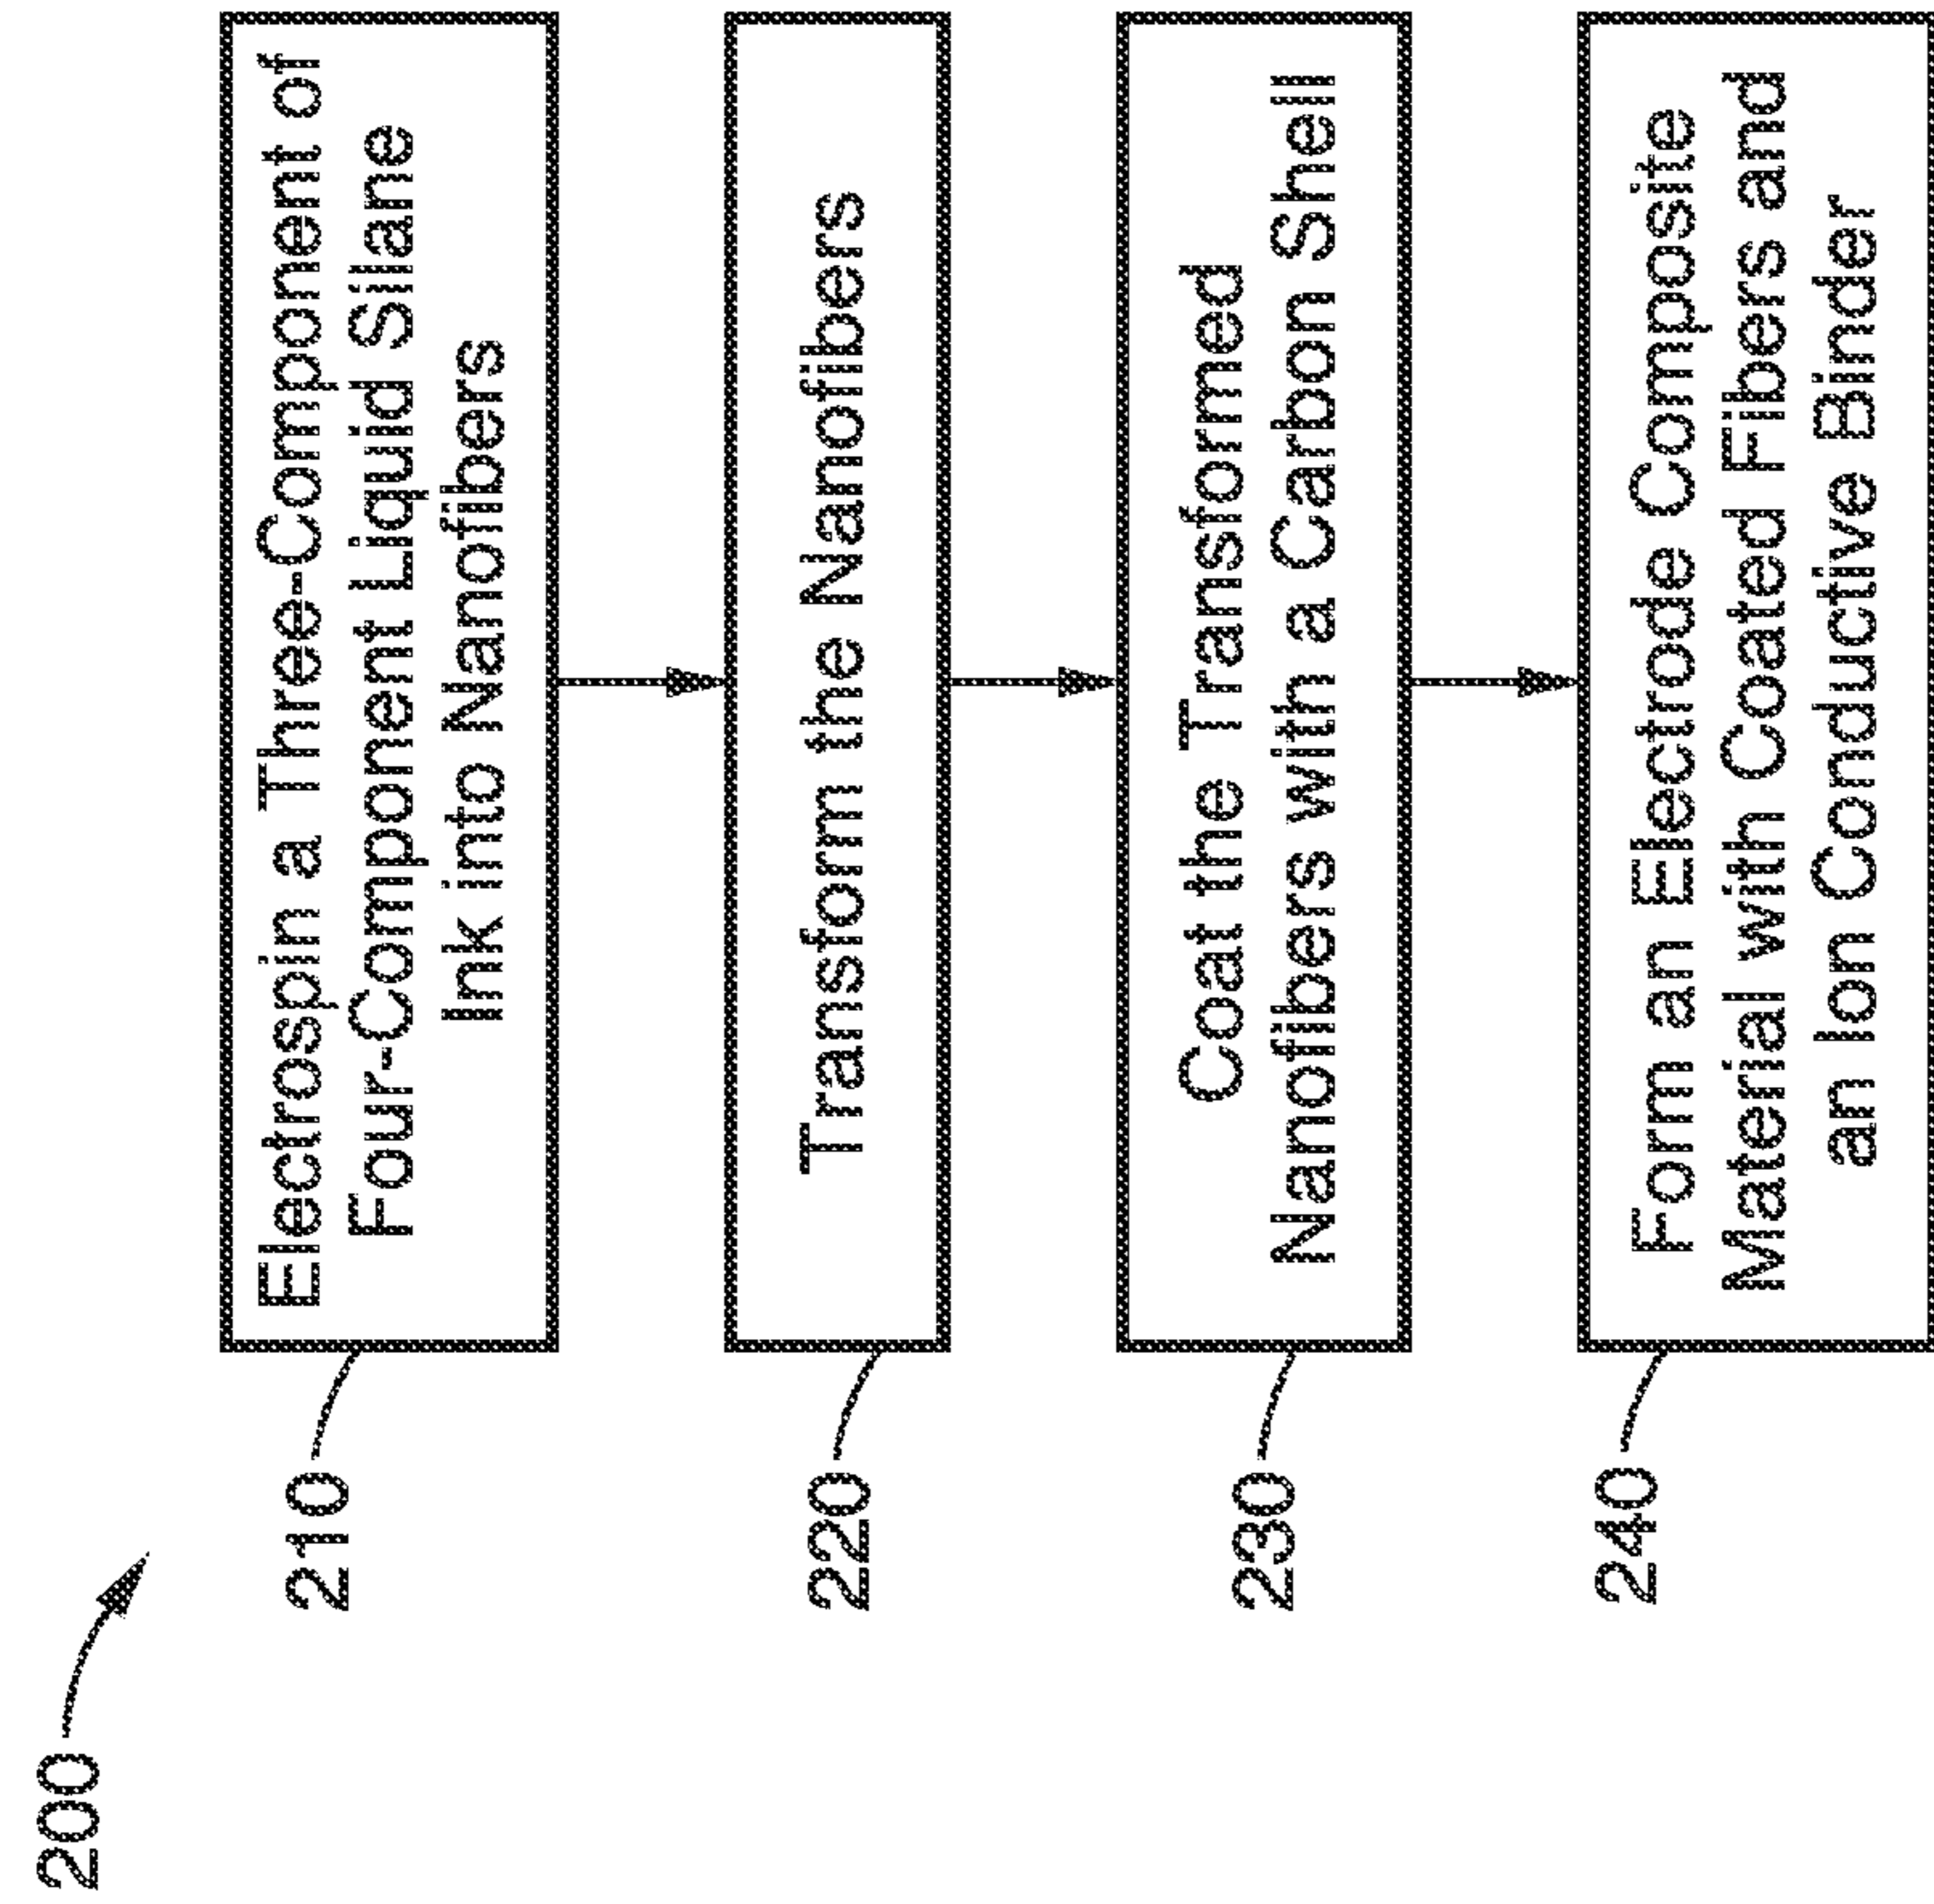 200
210
Electrospin a Three-Component of
Four-Component Liquid Silane
Ink into Nanofibers
220
Transform the Nanofibers
230
Coat the Transformed
Nanofibers with a Carbon Shell
240
Form an Electrode Composite
Material with Coated Fibers and
an Ion Conductive Binder